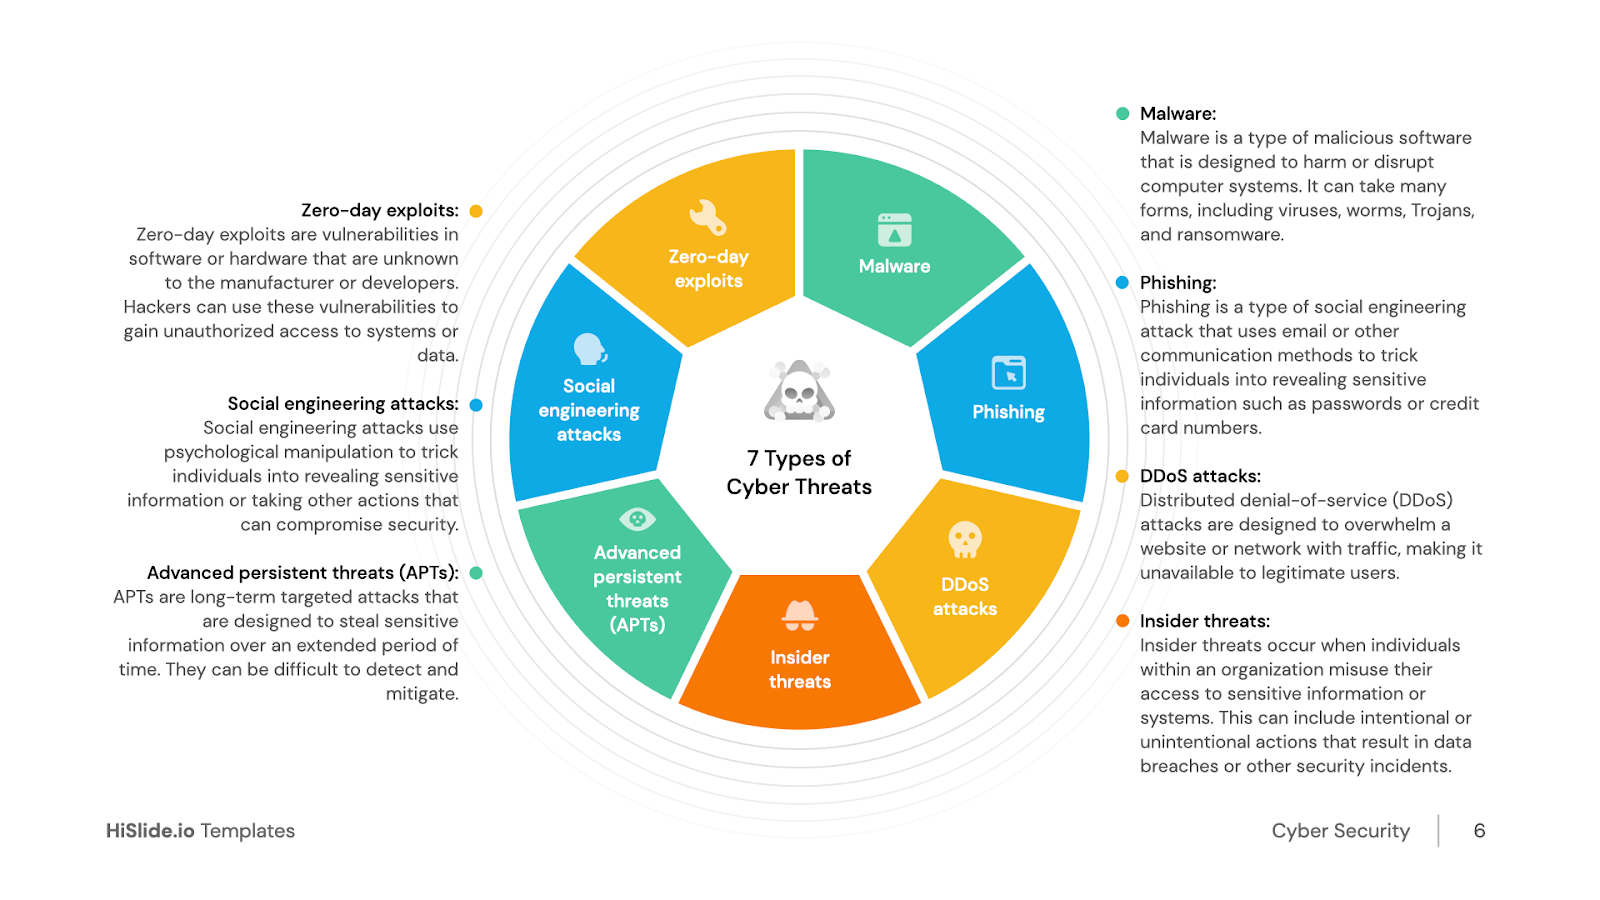 Zero-day exploits:
Zero-day exploits are vulnerabilities in
software or hardware that are unknown
to the manufacturer or developers.
Hackers can use these vulnerabilities to
gain unauthorized access to systems or
data.
Social engineering attacks:
Social engineering attacks use
psychological manipulation to trick
individuals into revealing sensitive
information or taking other actions that
can compromise security.
Advanced persistent threats (APTs):
APTs are long-term targeted attacks that
are designed to steal sensitive
information over an extended period of
time. They can be difficult to detect and
mitigate.
Zero-day
exploits
Malware
Social
engineering
attacks
Phishing
7 Types of
Cyber Threats
Advanced
persistent
threats
(APTs)
DDoS
attacks
Insider
threats
Malware:
Malware is a type of malicious software
that is designed to harm or disrupt
computer systems. It can take many
forms, including viruses, worms, Trojans,
and ransomware.
Phishing:
Phishing is a type of social engineering
attack that uses email or other
communication methods to trick
individuals into revealing sensitive
information such as passwords or credit
card numbers.
DDoS attacks:
Distributed denial-of-service (DDoS)
attacks are designed to overwhelm a
website or network with traffic, making it
unavailable to legitimate users.
Insider threats:
Insider threats occur when individuals
within an organization misuse their
access to sensitive information or
systems. This can include intentional or
unintentional actions that result in data
breaches or other security incidents.
HiSlide.io Templates
Cyber Security
6